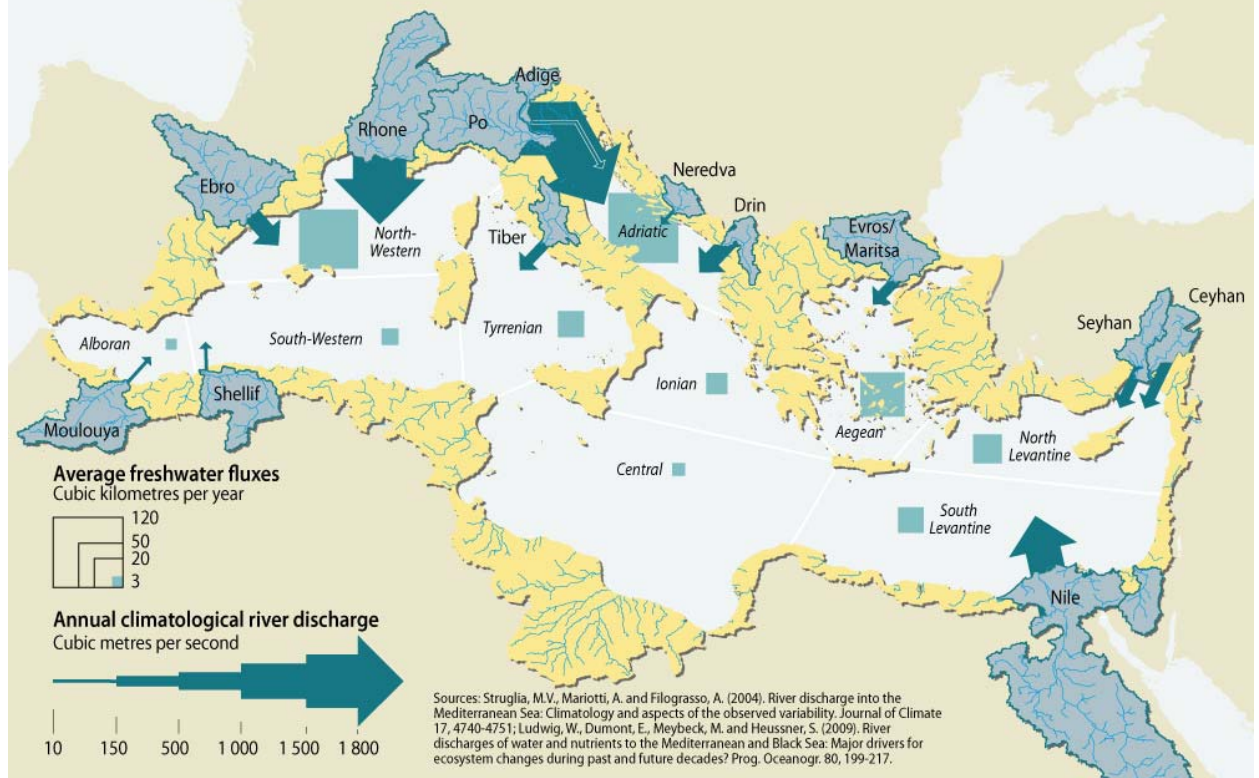 Adige
Po
Rhone
Ebro
Neredva
Drin
Tiber
Evros/
Maritsa
Ceyhan
Seyhan
North-
Western
Adriatic
Alboran
South-Western
Tyrrenian
Ionian
Aegean
North
Levantine
Central
South
Levantine
Shellif
Moulouya
Nile
Average freshwater fluxes
Cubic kilometres per year
120
50
20
3
Annual climatological river discharge
Cubic metres per second
10 150 500 1 000 1 500 1 800
Sources: Struglia, M.V., Mariotti, A. and Filograsso, A. (2004). River discharge into the
Mediterranean Sea: Climatology and aspects of the observed variability. Journal of Climate
17, 4740-4751; Ludwig, W., Dumont, E., Meybeck, M. and Heussner, S. (2009). River
discharges of water and nutrients to the Mediterranean and Black Sea: Major drivers for
ecosystem changes during past and future decades? Prog. Oceanogr. 80, 199-217.